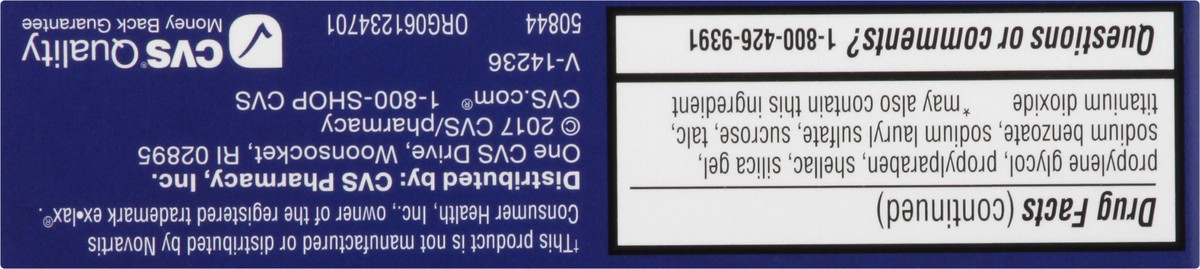 Drug Facts (continued)
propylene glycol, propylparaben, shellac, silica gel,
sodium benzoate, sodium lauryl sulfate, sucrose, talc,
titanium dioxide *may also contain this ingredient
Questions or comments? 1-800-426-9391
†This product is not manufactured or distributed by Novartis
Consumer Health, Inc., owner of the registered trademark ex•lax®.
Distributed by: CVS Pharmacy, Inc.
One CVS Drive, Woonsocket, RI 02895
© 2017 CVS/pharmacy
CVS.com® 1-800-SHOP CVS
V-14236
50844 ORG061234701
CVS® Quality
Money Back Guarantee